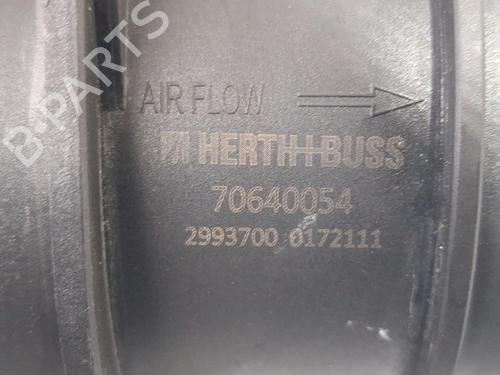 B-PARTS
AIR FLOW
HERTH+BUSS
70640054
2993700 0172111